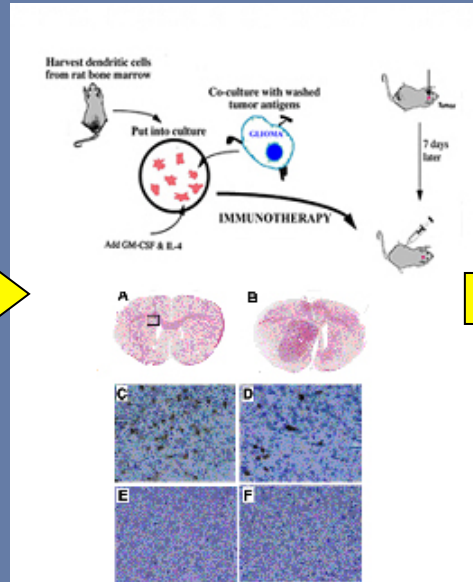 Harvest dendritic cells
from rat bone marrow
Co-culture with washed
tumor antigens
Tumor
Put into culture
GLIOMA
7 days
later
IMMUNOTHERAPY
Add GM-CSF & IL-4
A
B
C
D
E
F